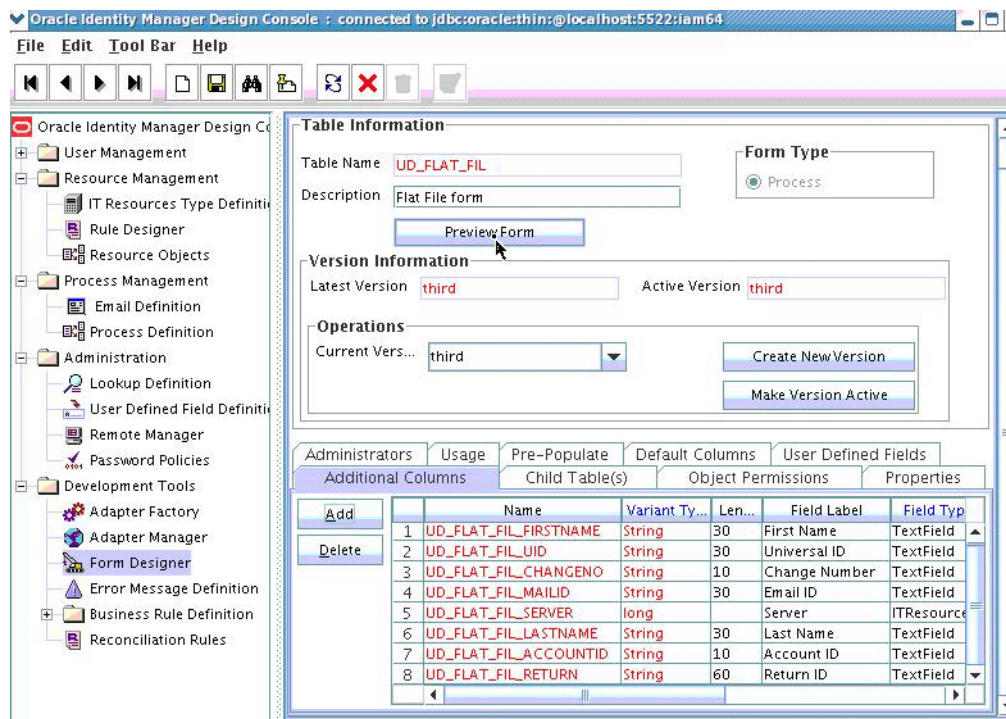 Oracle Identity Manager Design Console : connected to jdbc:oracle:thin:@localhost:5522:iam64
File Edit Tool Bar Help
Oracle Identity Manager Design Co
User Management
Resource Management
IT Resources Type Definiti
Rule Designer
Resource Objects
Process Management
Email Definition
Process Definition
Administration
Lookup Definition
User Defined Field Definiti
Remote Manager
Password Policies
Development Tools
Adapter Factory
Adapter Manager
Form Designer
Error Message Definition
Business Rule Definition
Reconciliation Rules
Table Information
Table Name UD_FLAT_FIL
Description Flat File form
Form Type
Process
Preview Form
Version Information
Latest Version third Active Version third
Operations
Current Vers... third
Create New Version
Make Version Active
Administrators Usage Pre-Populate Default Columns User Defined Fields
Additional Columns Child Table(s) Object Permissions Properties
Add
Delete
Name Variant Ty... Len... Field Label Field Typ
1 UD_FLAT_FIL_FIRSTNAME String 30 First Name TextField
2 UD_FLAT_FIL_UID String 30 Universal ID TextField
3 UD_FLAT_FIL_CHANGENO String 10 Change Number TextField
4 UD_FLAT_FIL_MAILID String 30 Email ID TextField
5 UD_FLAT_FIL_SERVER long Server ITResource
6 UD_FLAT_FIL_LASTNAME String 30 Last Name TextField
7 UD_FLAT_FIL_ACCOUNTID String 10 Account ID TextField
8 UD_FLAT_FIL_RETURN String 60 Return ID TextField